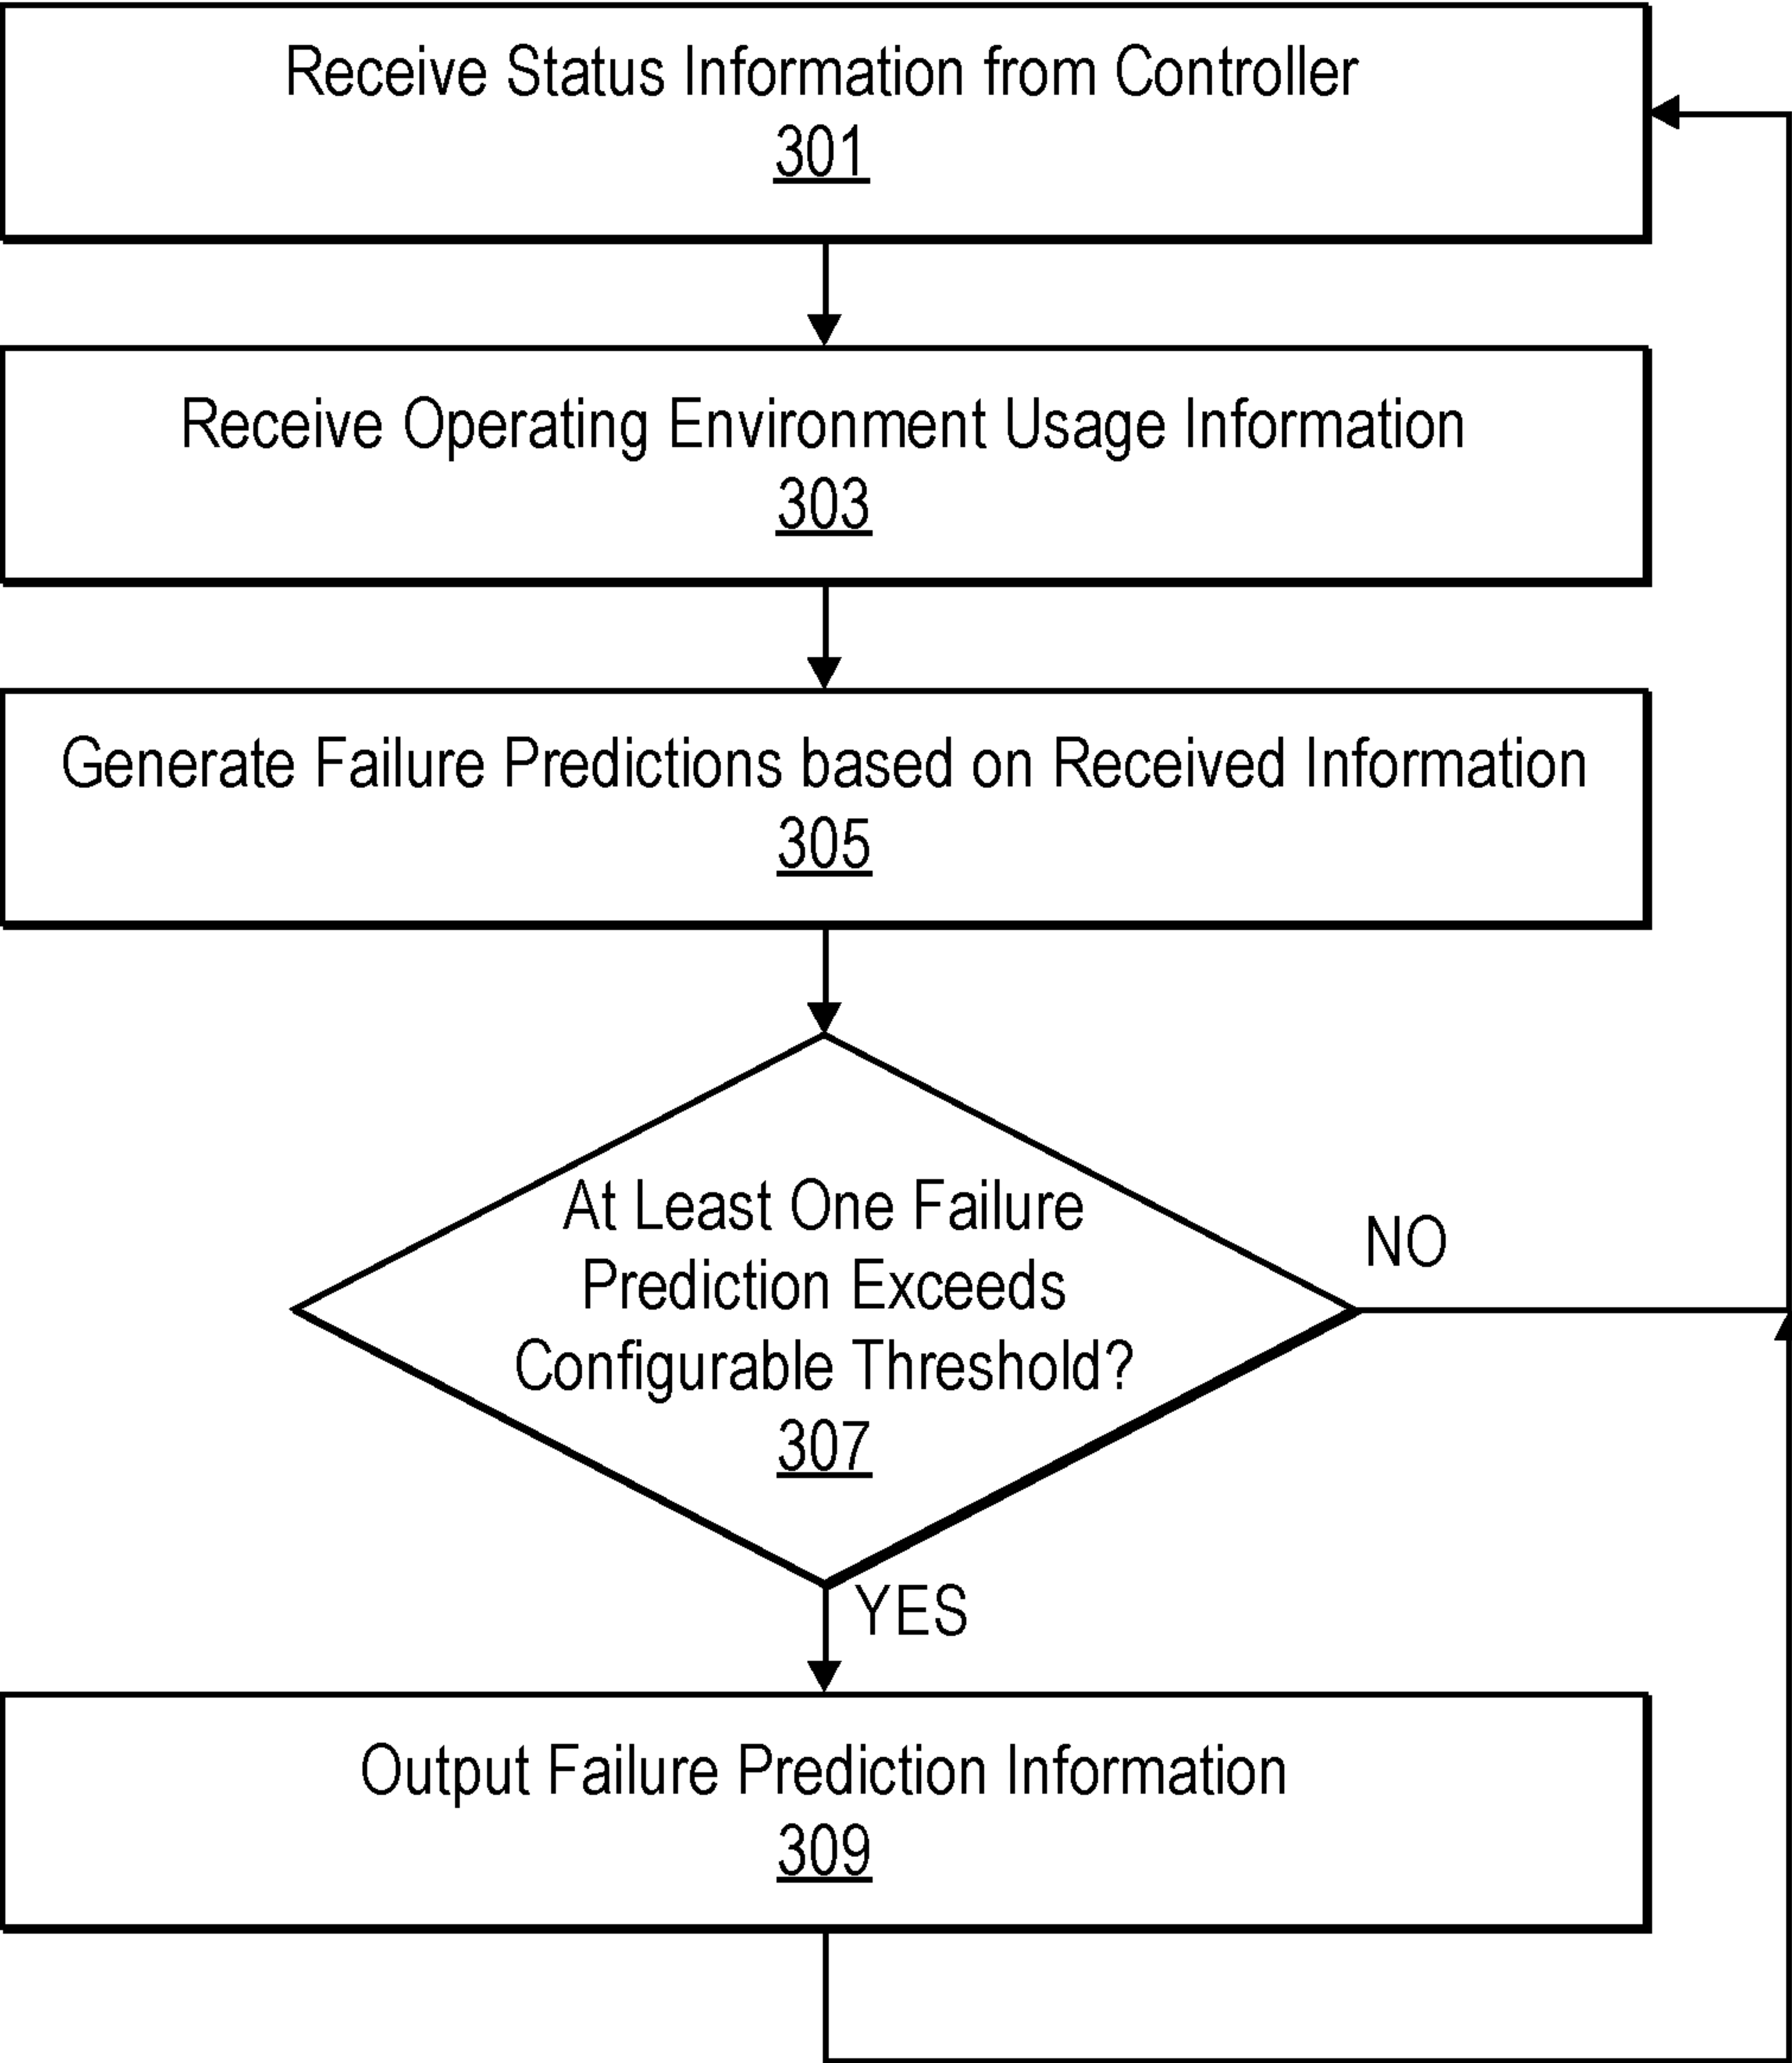 Receive Status Information from Controller
301
Receive Operating Environment Usage Information
303
Generate Failure Predictions based on Received Information
305
At Least One Failure
Prediction Exceeds
Configurable Threshold?
307
NO
YES
Output Failure Prediction Information
309